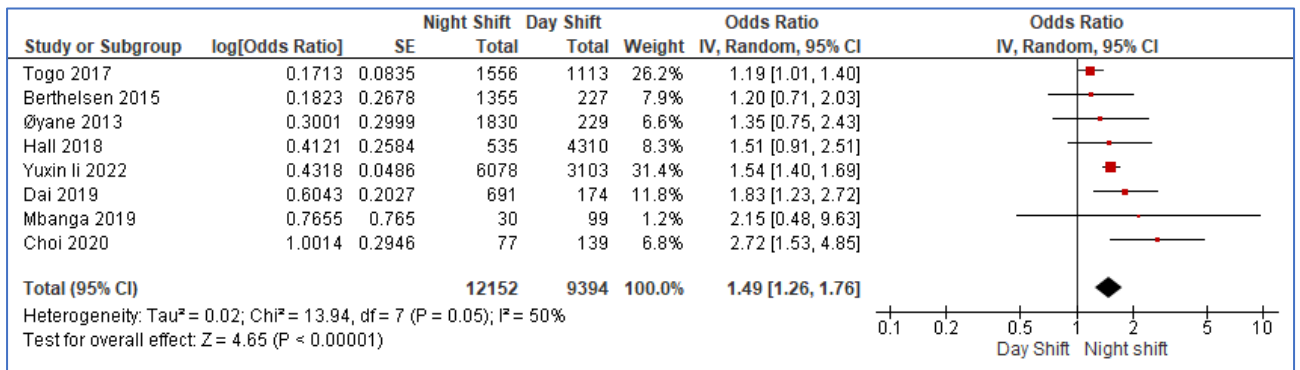 Night Shift Day Shift Odds Ratio Odds Ratio
Study or Subgroup log[Odds Ratio] SE Total Total Weight IV, Random, 95% CI IV, Random, 95% CI
Togo 2017 0.1713 0.0835 1556 1113 26.2% 1.19 [1.01, 1.40]
Berthelsen 2015 0.1823 0.2678 1355 227 7.9% 1.20 [0.71, 2.03]
Øyane 2013 0.3001 0.2999 1830 229 6.6% 1.35 [0.75, 2.43]
Hall 2018 0.4121 0.2584 535 4310 8.3% 1.51 [0.91, 2.51]
Yuxin li 2022 0.4318 0.0486 6078 3103 31.4% 1.54 [1.40, 1.69]
Dai 2019 0.6043 0.2027 691 174 11.8% 1.83 [1.23, 2.72]
Mbanga 2019 0.7655 0.765 30 99 1.2% 2.15 [0.48, 9.63]
Choi 2020 1.0014 0.2946 77 139 6.8% 2.72 [1.53, 4.85]
Total (95% CI) 12152 9394 100.0% 1.49 [1.26, 1.76]
Heterogeneity: Tau² = 0.02; Chi² = 13.94, df = 7 (P = 0.05); I² = 50%
Test for overall effect: Z = 4.65 (P < 0.00001)
0.1 0.2 0.5 1 2 5 10
Day Shift Night shift